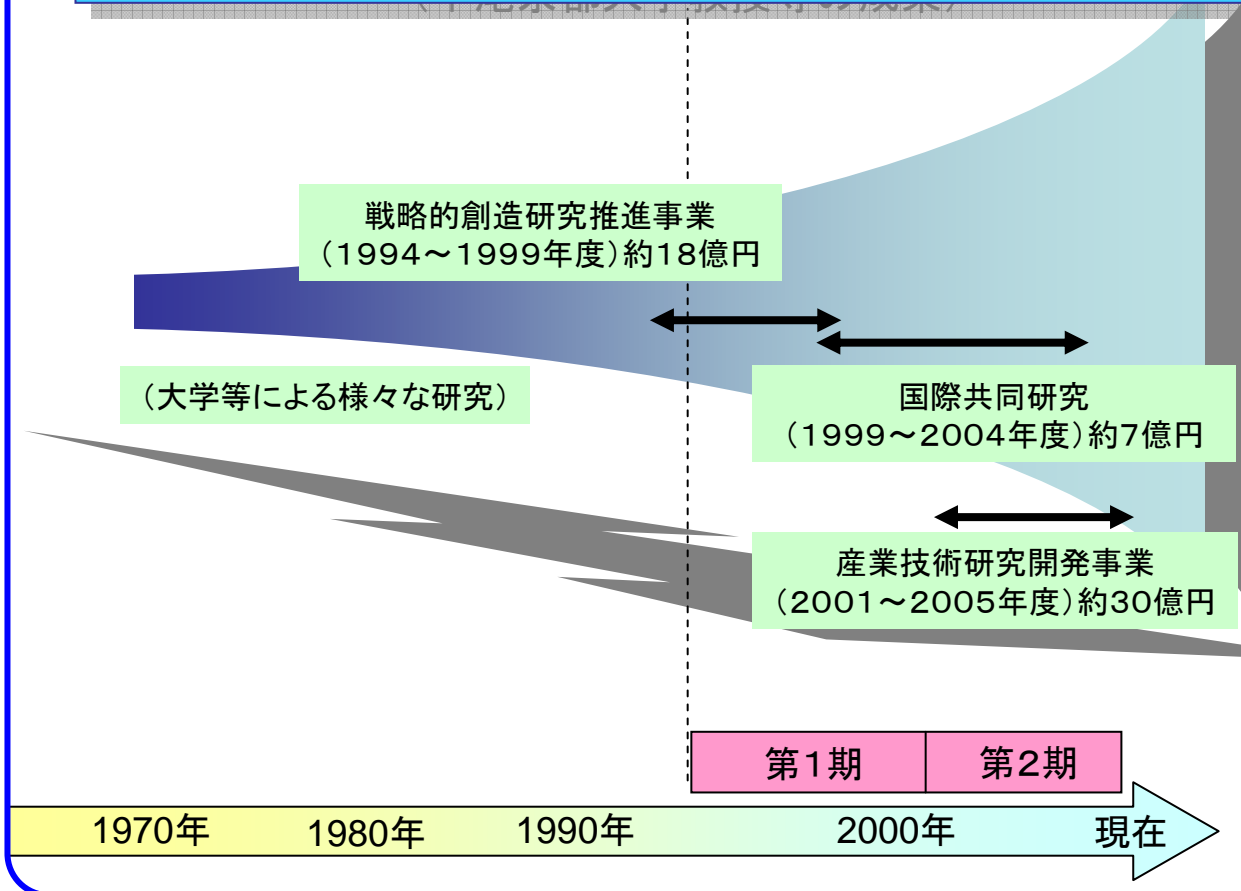 戦略的創造研究推進事業
（１９９４～１９９９年度）約１８億円
（大学等による様々な研究）
国際共同研究
（１９９９～２００４年度）約７億円
産業技術研究開発事業
（２００１～２００５年度）約３０億円
第１期
第２期
1970年
1980年
1990年
2000年
現在